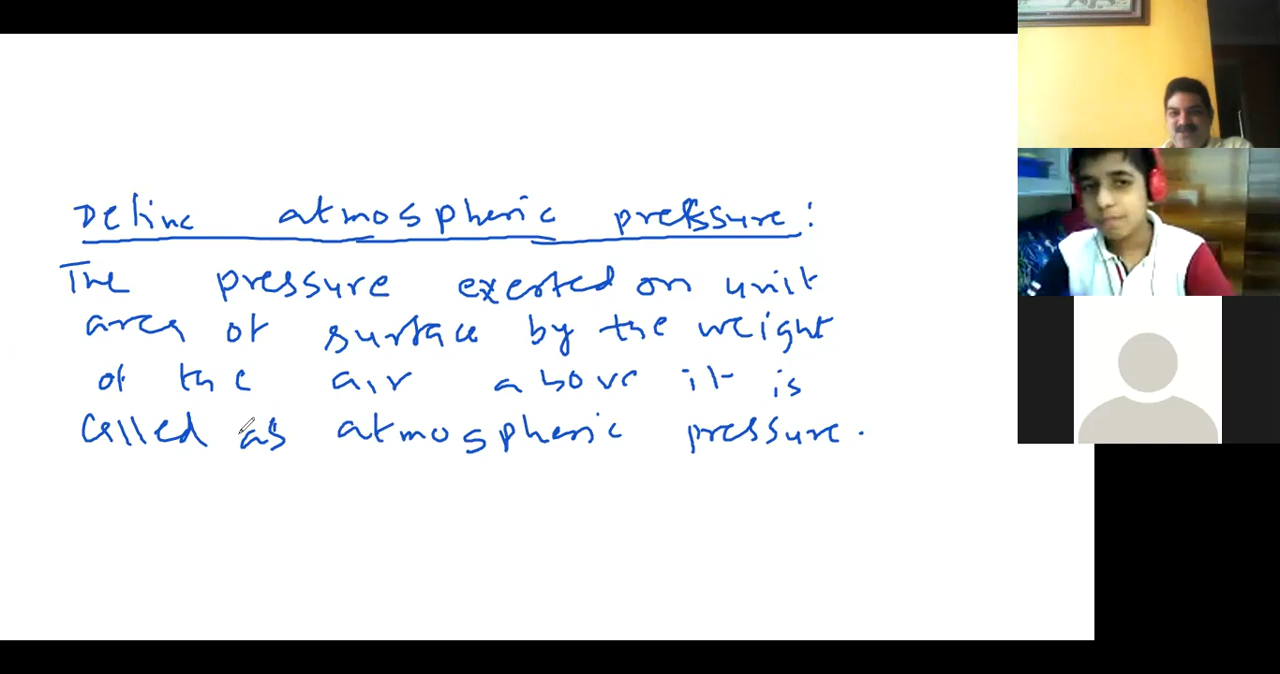 Define atmospheric pressure:
The pressure exerted on unit
area of surface by the weight
of the air above it is
called as atmospheric pressure.